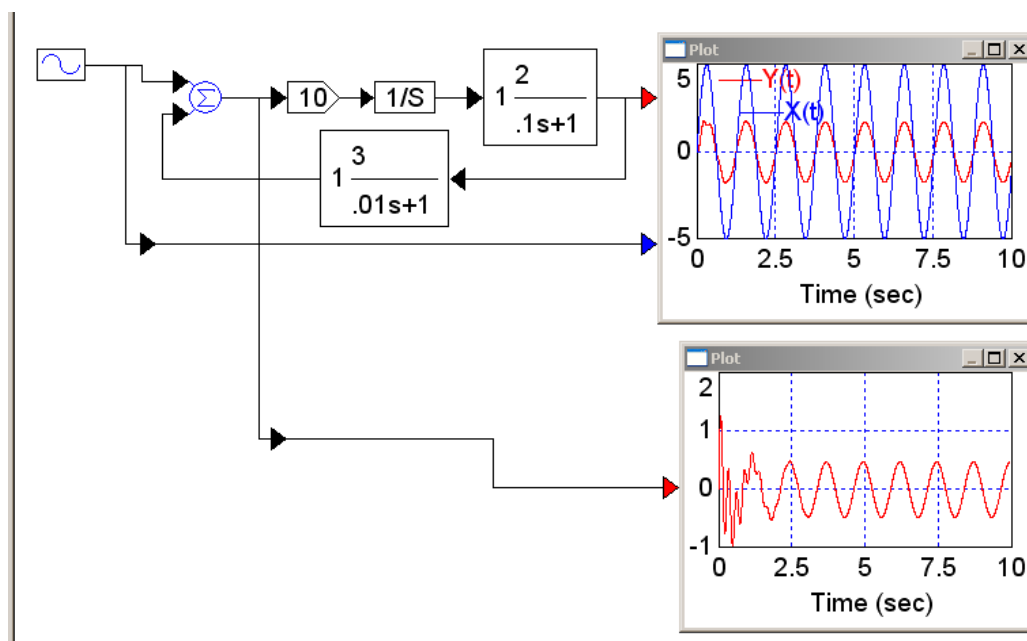 Plot
5
Y(t)
X(t)
0
-5
0 2.5 5 7.5 10
Time (sec)
Σ
10
1/S
2
1
.1s+1
3
1
.01s+1
Plot
2
1
0
-1
0 2.5 5 7.5 10
Time (sec)